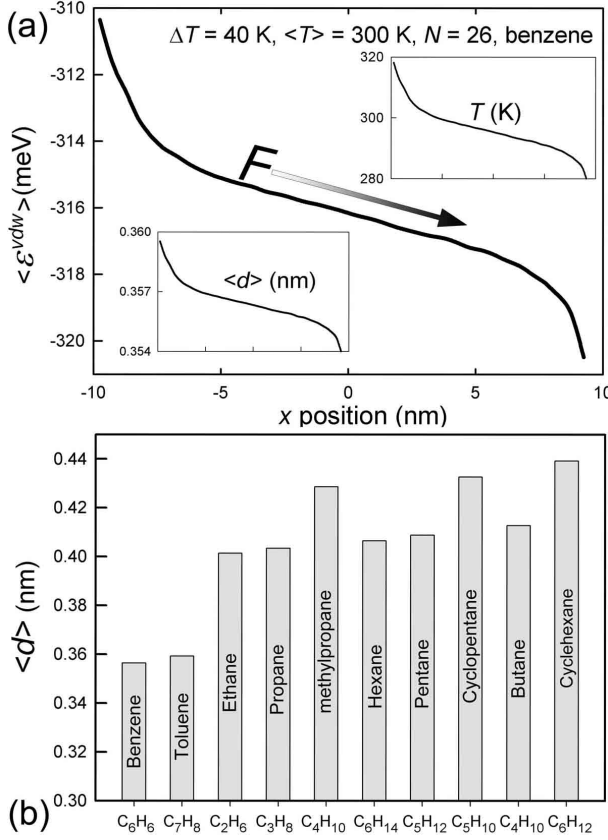 (a)
ΔT = 40 K, <T> = 300 K, N = 26, benzene
<ε^vdw> (meV)
-310
-312
-314
-316
-318
-320
320
300
280
T (K)
F
0.360
0.357
0.354
<d> (nm)
-10
-5
0
5
10
x position (nm)
(b)
<d> (nm)
0.44
0.42
0.40
0.38
0.36
0.34
0.32
0.30
Benzene
Toluene
Ethane
Propane
methylpropane
Hexane
Pentane
Cyclopentane
Butane
Cyclehexane
C₆H₆ C₇H₈ C₂H₆ C₃H₈ C₄H₁₀ C₆H₁₄ C₅H₁₂ C₅H₁₀ C₄H₁₀ C₆H₁₂